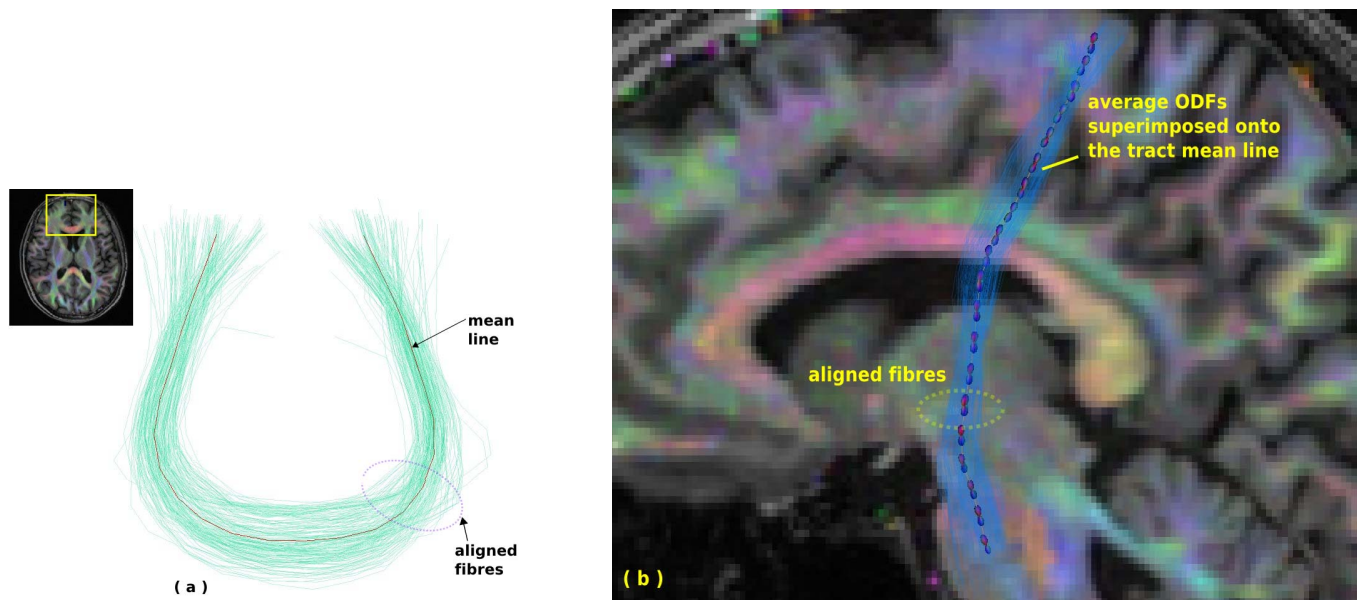 mean
line
aligned
fibres
( a )
average ODFs
superimposed onto
the tract mean line
aligned fibres
( b )